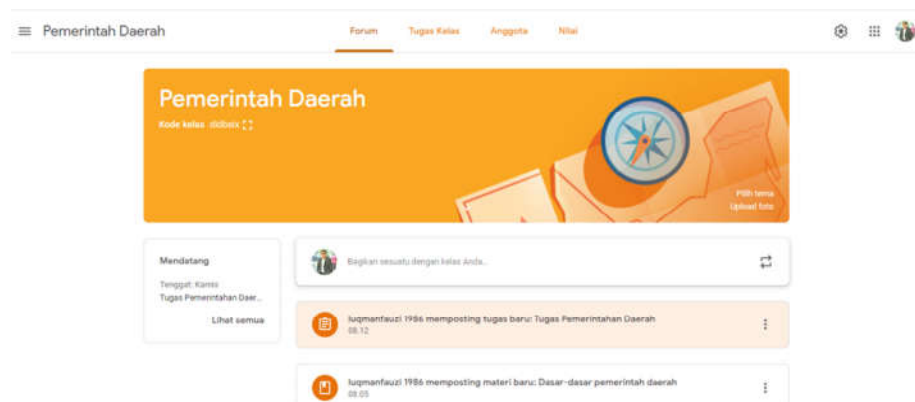 Pemerintah Daerah
Forum
Tugas Kelas
Anggota
Nilai
Pemerintah Daerah
Kode kelas
Pilih tema
Upload foto
Mendatang
Tenggat: Kamis
Tugas Pemerintahan Daer...
Lihat semua
Bagikan sesuatu dengan kelas Anda...
luqmanfauzi 1986 memposting tugas baru: Tugas Pemerintahan Daerah
08.12
luqmanfauzi 1986 memposting materi baru: Dasar-dasar pemerintah daerah
08.05